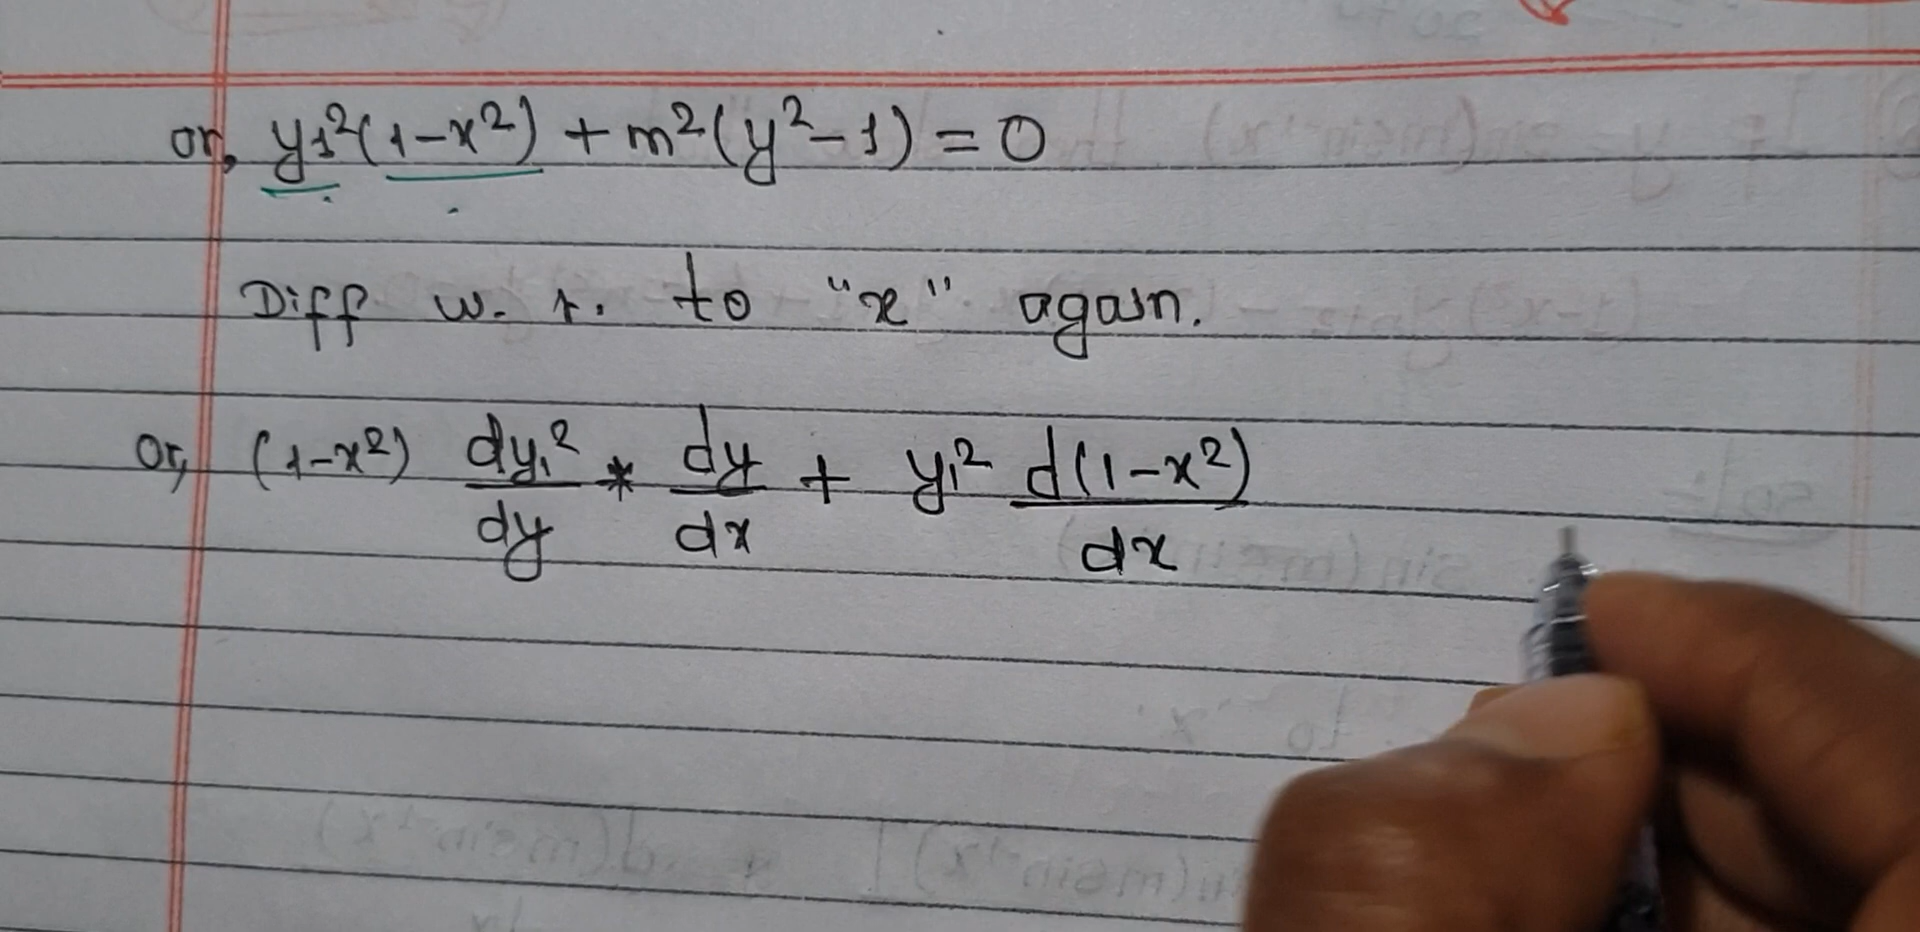 or, y1²(1-x²) + m²(y²-1) = 0
Diff w. r. to "x" again.
Or, (1-x²) dy₁²/dy * dy/dx + y₁² d(1-x²)/dx